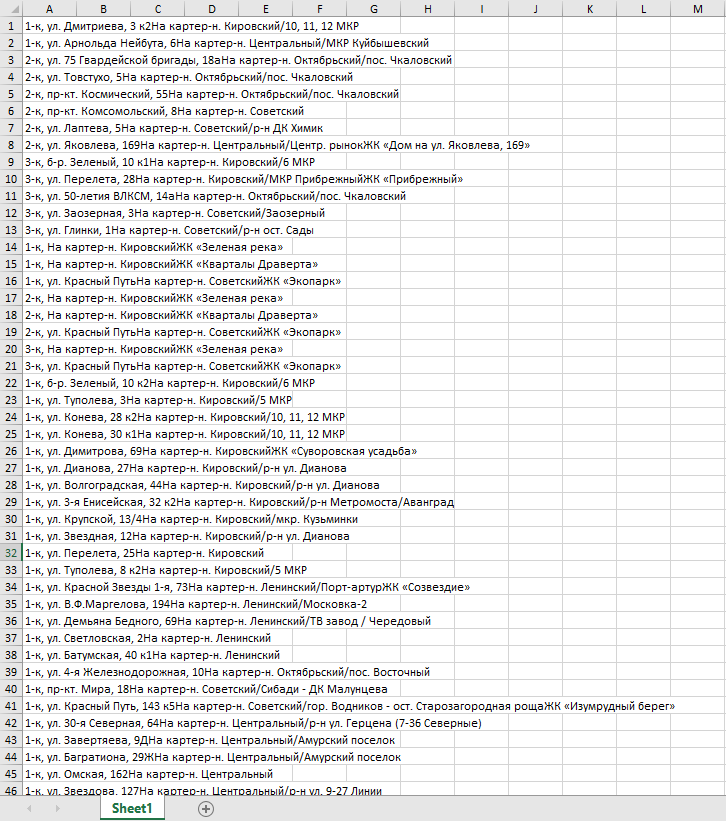 A B C D E F G H I J K L M
1 1-к, ул. Дмитриева, 3 к2На картер-н. Кировский/10, 11, 12 МКР
2 1-к, ул. Арнольда Нейбута, 6На картер-н. Центральный/МКР Куйбышевский
3 2-к, ул. 75 Гвардейской бригады, 18аНа картер-н. Октябрьский/пос. Чкаловский
4 2-к, ул. Товстухо, 5На картер-н. Октябрьский/пос. Чкаловский
5 2-к, пр-кт. Космический, 55На картер-н. Октябрьский/пос. Чкаловский
6 2-к, пр-кт. Комсомольский, 8На картер-н. Советский
7 2-к, ул. Лаптева, 5На картер-н. Советский/р-н ДК Химик
8 2-к, ул. Яковлева, 169На картер-н. Центральный/Центр. рынокЖК «Дом на ул. Яковлева, 169»
9 3-к, б-р. Зеленый, 10 к1На картер-н. Кировский/6 МКР
10 3-к, ул. Перелета, 28На картер-н. Кировский/МКР ПрибрежныйЖК «Прибрежный»
11 3-к, ул. 50-летия ВЛКСМ, 14аНа картер-н. Октябрьский/пос. Чкаловский
12 3-к, ул. Заозерная, 3На картер-н. Советский/Заозерный
13 3-к, ул. Глинки, 1На картер-н. Советский/р-н ост. Сады
14 1-к, На картер-н. КировскийЖК «Зеленая река»
15 1-к, На картер-н. КировскийЖК «Кварталы Драверта»
16 1-к, ул. Красный ПутьНа картер-н. СоветскийЖК «Экопарк»
17 2-к, На картер-н. КировскийЖК «Зеленая река»
18 2-к, На картер-н. КировскийЖК «Кварталы Драверта»
19 2-к, ул. Красный ПутьНа картер-н. СоветскийЖК «Экопарк»
20 3-к, На картер-н. КировскийЖК «Зеленая река»
21 3-к, ул. Красный ПутьНа картер-н. СоветскийЖК «Экопарк»
22 1-к, б-р. Зеленый, 10 к2На картер-н. Кировский/6 МКР
23 1-к, ул. Туполева, 3На картер-н. Кировский/5 МКР
24 1-к, ул. Конева, 28 к2На картер-н. Кировский/10, 11, 12 МКР
25 1-к, ул. Конева, 30 к1На картер-н. Кировский/10, 11, 12 МКР
26 1-к, ул. Димитрова, 69На картер-н. КировскийЖК «Суворовская усадьба»
27 1-к, ул. Дианова, 27На картер-н. Кировский/р-н ул. Дианова
28 1-к, ул. Волгоградская, 44На картер-н. Кировский/р-н ул. Дианова
29 1-к, ул. 3-я Енисейская, 32 к2На картер-н. Кировский/р-н Метромоста/Авангрд
30 1-к, ул. Крупской, 13/4На картер-н. Кировский/мкр. Кузьминки
31 1-к, ул. Звездная, 12На картер-н. Кировский/р-н ул. Дианова
32 1-к, ул. Перелета, 25На картер-н. Кировский
33 1-к, ул. Туполева, 8 к2На картер-н. Кировский/5 МКР
34 1-к, ул. Красной Звезды 1-я, 73На картер-н. Ленинский/Порт-артурЖК «Созвездие»
35 1-к, ул. В.Ф.Маргелова, 194На картер-н. Ленинский/Московка-2
36 1-к, ул. Демьяна Бедного, 69На картер-н. Ленинский/ТВ завод / Чередовый
37 1-к, ул. Светловская, 2На картер-н. Ленинский
38 1-к, ул. Батумская, 40 к1На картер-н. Ленинский
39 1-к, ул. 4-я Железнодорожная, 10На картер-н. Октябрьский/пос. Восточный
40 1-к, пр-кт. Мира, 18На картер-н. Советский/Сибади - ДК Малунцева
41 1-к, ул. Красный Путь, 143 к5На картер-н. Советский/гор. Водников - ост. Старозагородная рощаЖК «Изумрудный берег»
42 1-к, ул. 30-я Северная, 64На картер-н. Центральный/р-н ул. Герцена (7-36 Северные)
43 1-к, ул. Завертяева, 9ДНа картер-н. Центральный/Амурский поселок
44 1-к, ул. Багратиона, 29ЖНа картер-н. Центральный/Амурский поселок
45 1-к, ул. Омская, 162На картер-н. Центральный
46 1-к, ул. Звездова, 127На картер-н. Центральный/р-н ул. 9-27 Линии
Sheet1